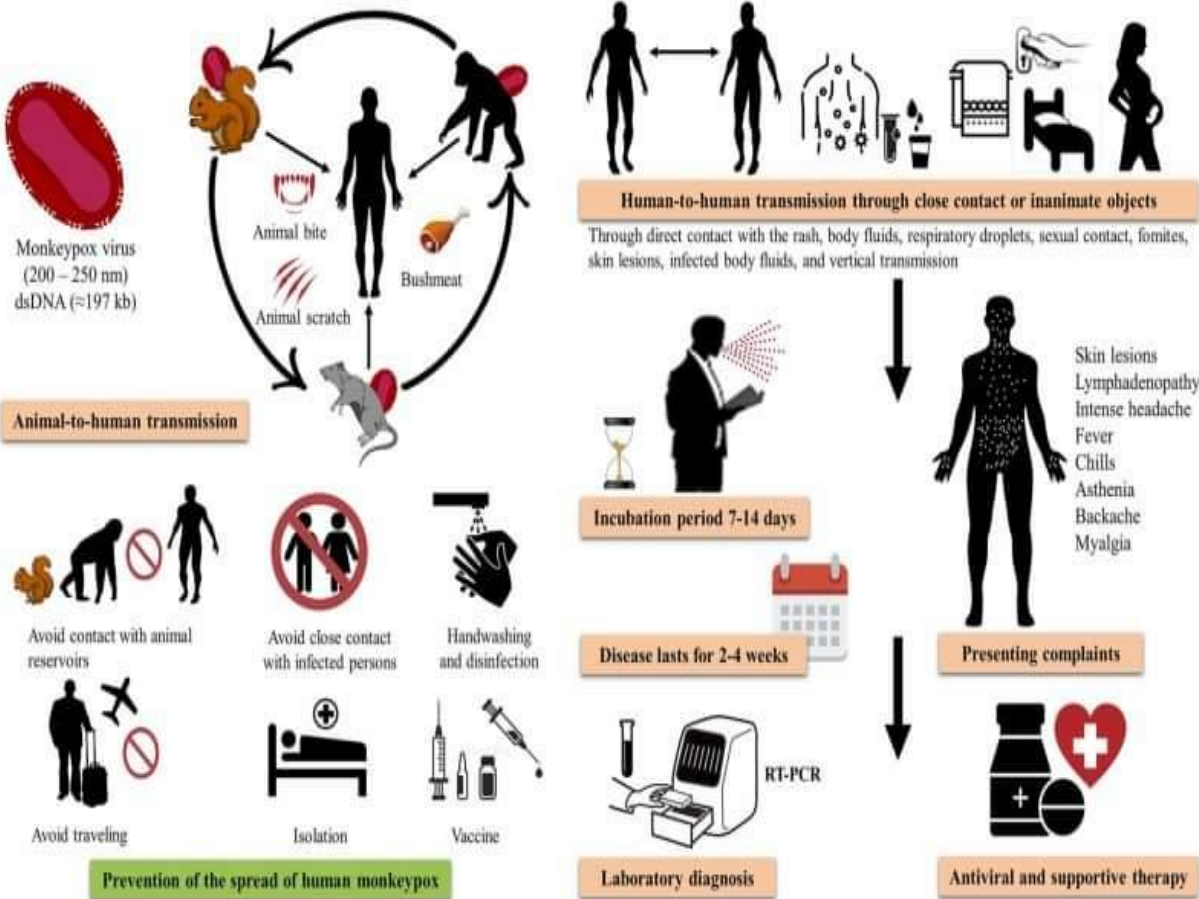 Monkeypox virus
(200 – 250 nm)
dsDNA (≈197 kb)
Animal bite
Animal scratch
Bushmeat
Animal-to-human transmission
Avoid contact with animal
reservoirs
Avoid close contact
with infected persons
Handwashing
and disinfection
Avoid traveling
Isolation
Vaccine
Prevention of the spread of human monkeypox
Human-to-human transmission through close contact or inanimate objects
Through direct contact with the rash, body fluids, respiratory droplets, sexual contact, fomites,
skin lesions, infected body fluids, and vertical transmission
Incubation period 7-14 days
Disease lasts for 2-4 weeks
Skin lesions
Lymphadenopathy
Intense headache
Fever
Chills
Asthenia
Backache
Myalgia
Presenting complaints
RT-PCR
Laboratory diagnosis
Antiviral and supportive therapy